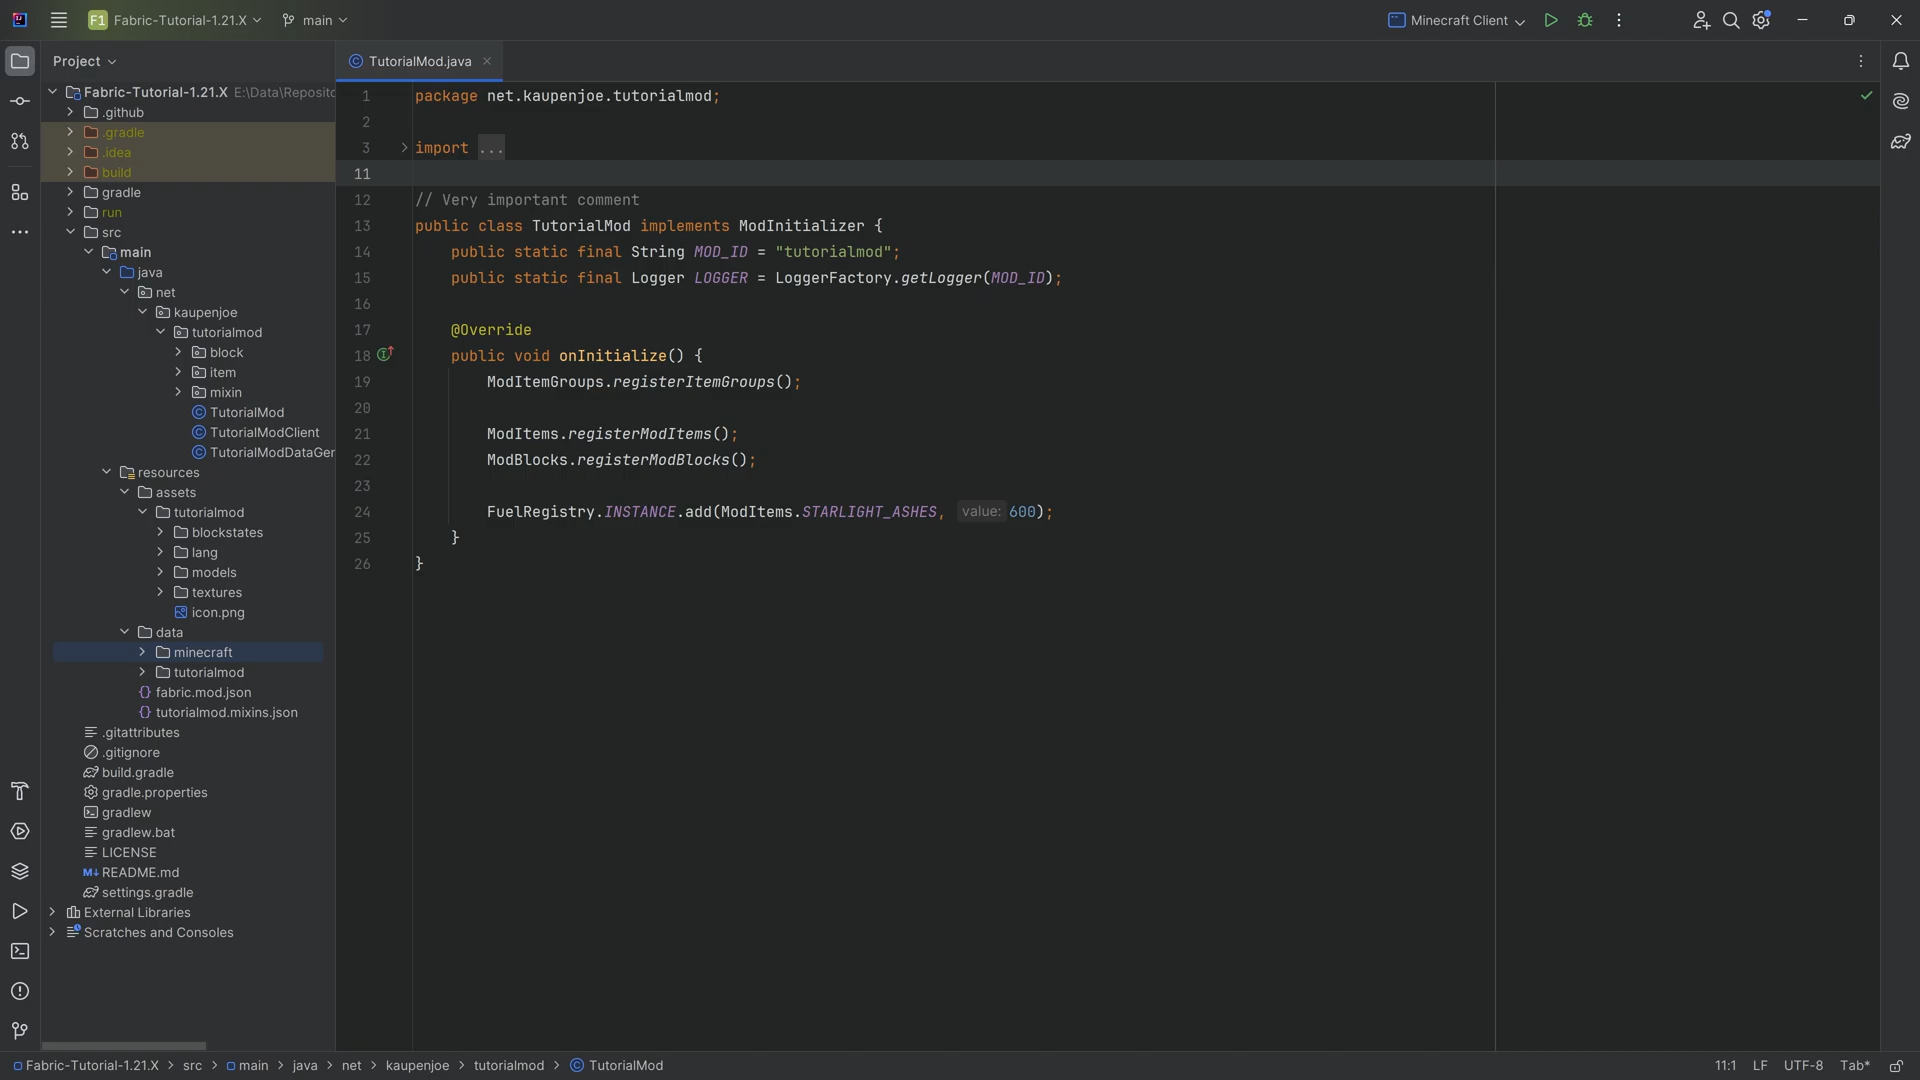 F1 Fabric-Tutorial-1.21.X main Minecraft Client
Project
TutorialMod.java
Fabric-Tutorial-1.21.X E:\Data\Reposito
.github
.gradle
.idea
build
gradle
run
src
main
java
net
kaupenjoe
tutorialmod
block
item
mixin
TutorialMod
TutorialModClient
TutorialModDataGer
resources
assets
tutorialmod
blockstates
lang
models
textures
icon.png
data
minecraft
tutorialmod
fabric.mod.json
tutorialmod.mixins.json
.gitattributes
.gitignore
build.gradle
gradle.properties
gradlew
gradlew.bat
LICENSE
M↓ README.md
settings.gradle
External Libraries
Scratches and Consoles
1 package net.kaupenjoe.tutorialmod;
2
3 import ...
11
12 // Very important comment
13 public class TutorialMod implements ModInitializer {
14 public static final String MOD_ID = "tutorialmod";
15 public static final Logger LOGGER = LoggerFactory.getLogger(MOD_ID);
16
17 @Override
18 public void onInitialize() {
19 ModItemGroups.registerItemGroups();
20
21 ModItems.registerModItems();
22 ModBlocks.registerModBlocks();
23
24 FuelRegistry.INSTANCE.add(ModItems.STARLIGHT_ASHES, value: 600);
25 }
26 }
Fabric-Tutorial-1.21.X > src > main > java > net > kaupenjoe > tutorialmod > TutorialMod
11:1 LF UTF-8 Tab*